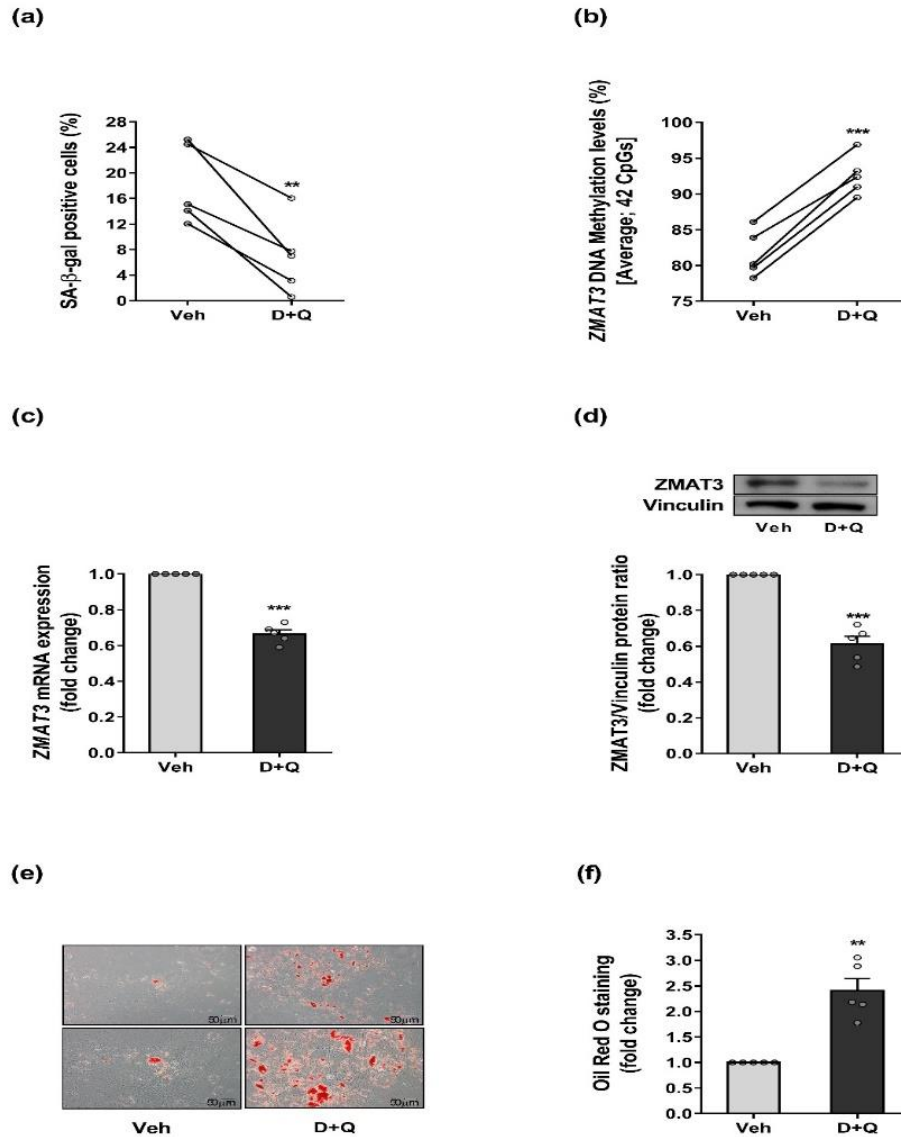 (a)
SA-β-gal positive cells (%)
28
24
20
16
12
8
4
0
**
Veh
D+Q
(b)
ZMAT3 DNA Methylation levels (%)
[Average; 42 CpGs]
100
95
90
85
80
75
***
Veh
D+Q
(c)
ZMAT3 mRNA expression
(fold change)
1.0
0.8
0.6
0.4
0.2
0.0
***
Veh
D+Q
(d)
ZMAT3
Vinculin
Veh
D+Q
ZMAT3/Vinculin protein ratio
(fold change)
1.0
0.8
0.6
0.4
0.2
0.0
***
Veh
D+Q
(e)
50μm
50μm
50μm
50μm
Veh
D+Q
(f)
Oil Red O staining
(fold change)
3.5
3.0
2.5
2.0
1.5
1.0
0.5
0.0
**
Veh
D+Q